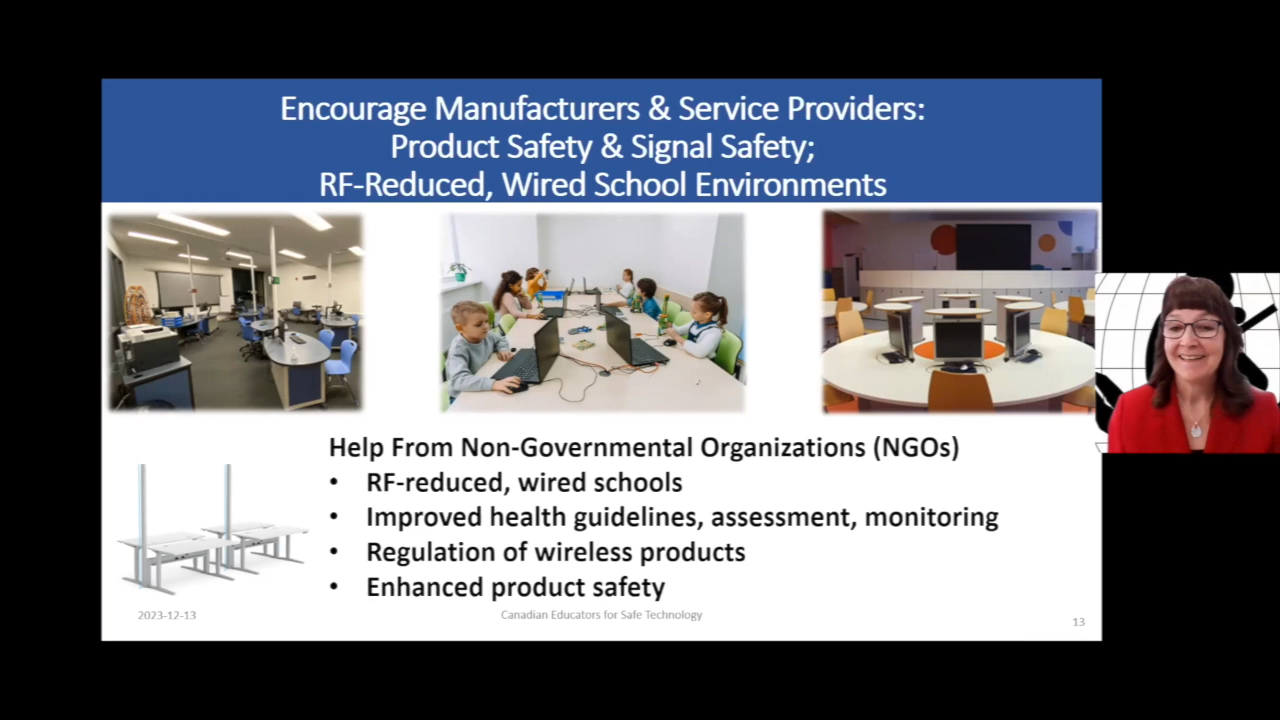 Encourage Manufacturers & Service Providers:
Product Safety & Signal Safety;
RF-Reduced, Wired School Environments
Help From Non-Governmental Organizations (NGOs)
• RF-reduced, wired schools
• Improved health guidelines, assessment, monitoring
• Regulation of wireless products
• Enhanced product safety
2023-12-13
Canadian Educators for Safe Technology
13